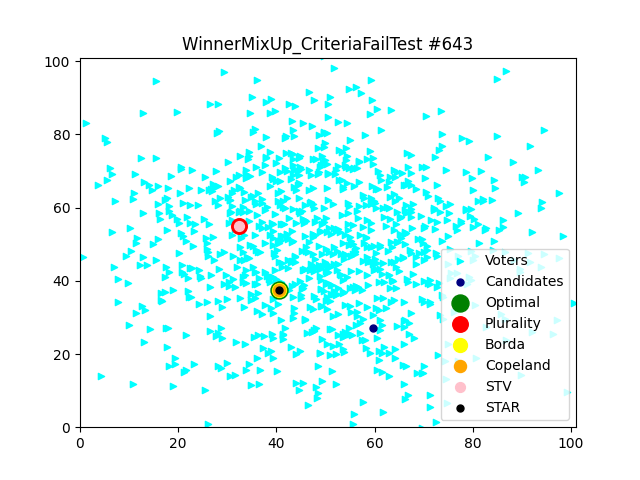 WinnerMixUp_CriteriaFailTest #643
100
80
60
40
20
0
0
20
40
60
80
100
Voters
Candidates
Optimal
Plurality
Borda
Copeland
STV
STAR